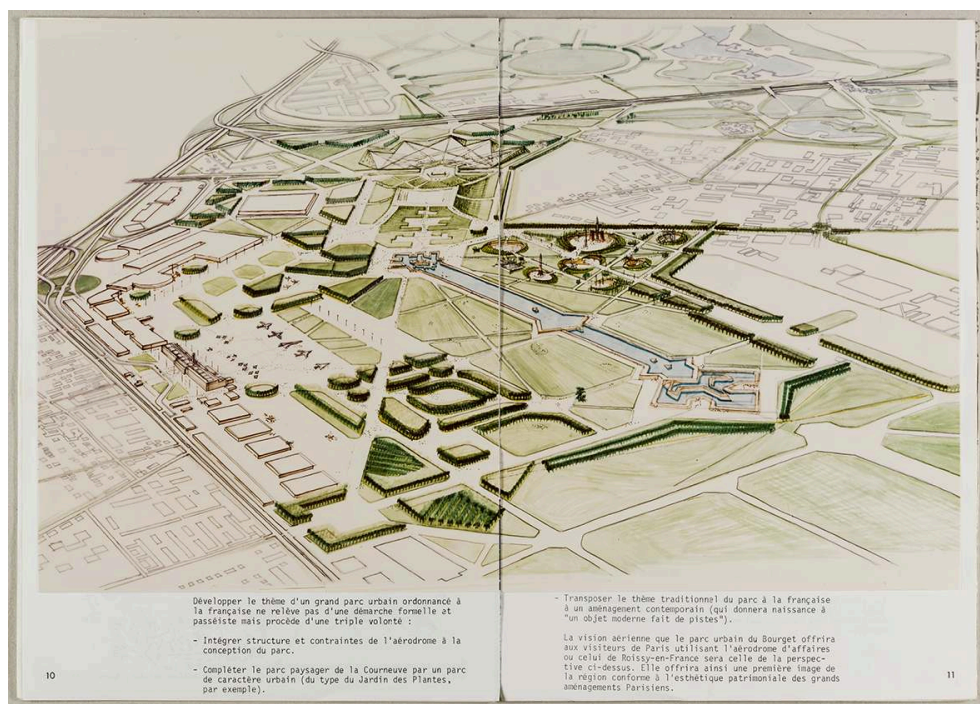 Développer le thème d'un grand parc urbain ordonnancé à
la française ne relève pas d'une démarche formelle et
passéiste mais procède d'une triple volonté :
- Intégrer structure et contraintes de l'aérodrome à la
conception du parc.
- Compléter le parc paysager de la Courneuve par un parc
de caractère urbain (du type du Jardin des Plantes,
par exemple).
10
- Transposer le thème traditionnel du parc à la française
à un aménagement contemporain (qui donnera naissance à
"un objet moderne fait de pistes").
La vision aérienne que le parc urbain du Bourget offrira
aux visiteurs de Paris utilisant l'aérodrome d'affaires
ou celui de Roissy-en-France sera celle de la perspec-
tive ci-dessus. Elle offrira ainsi une première image de
la région conforme à l'esthétique patrimoniale des grands
aménagements Parisiens.
11